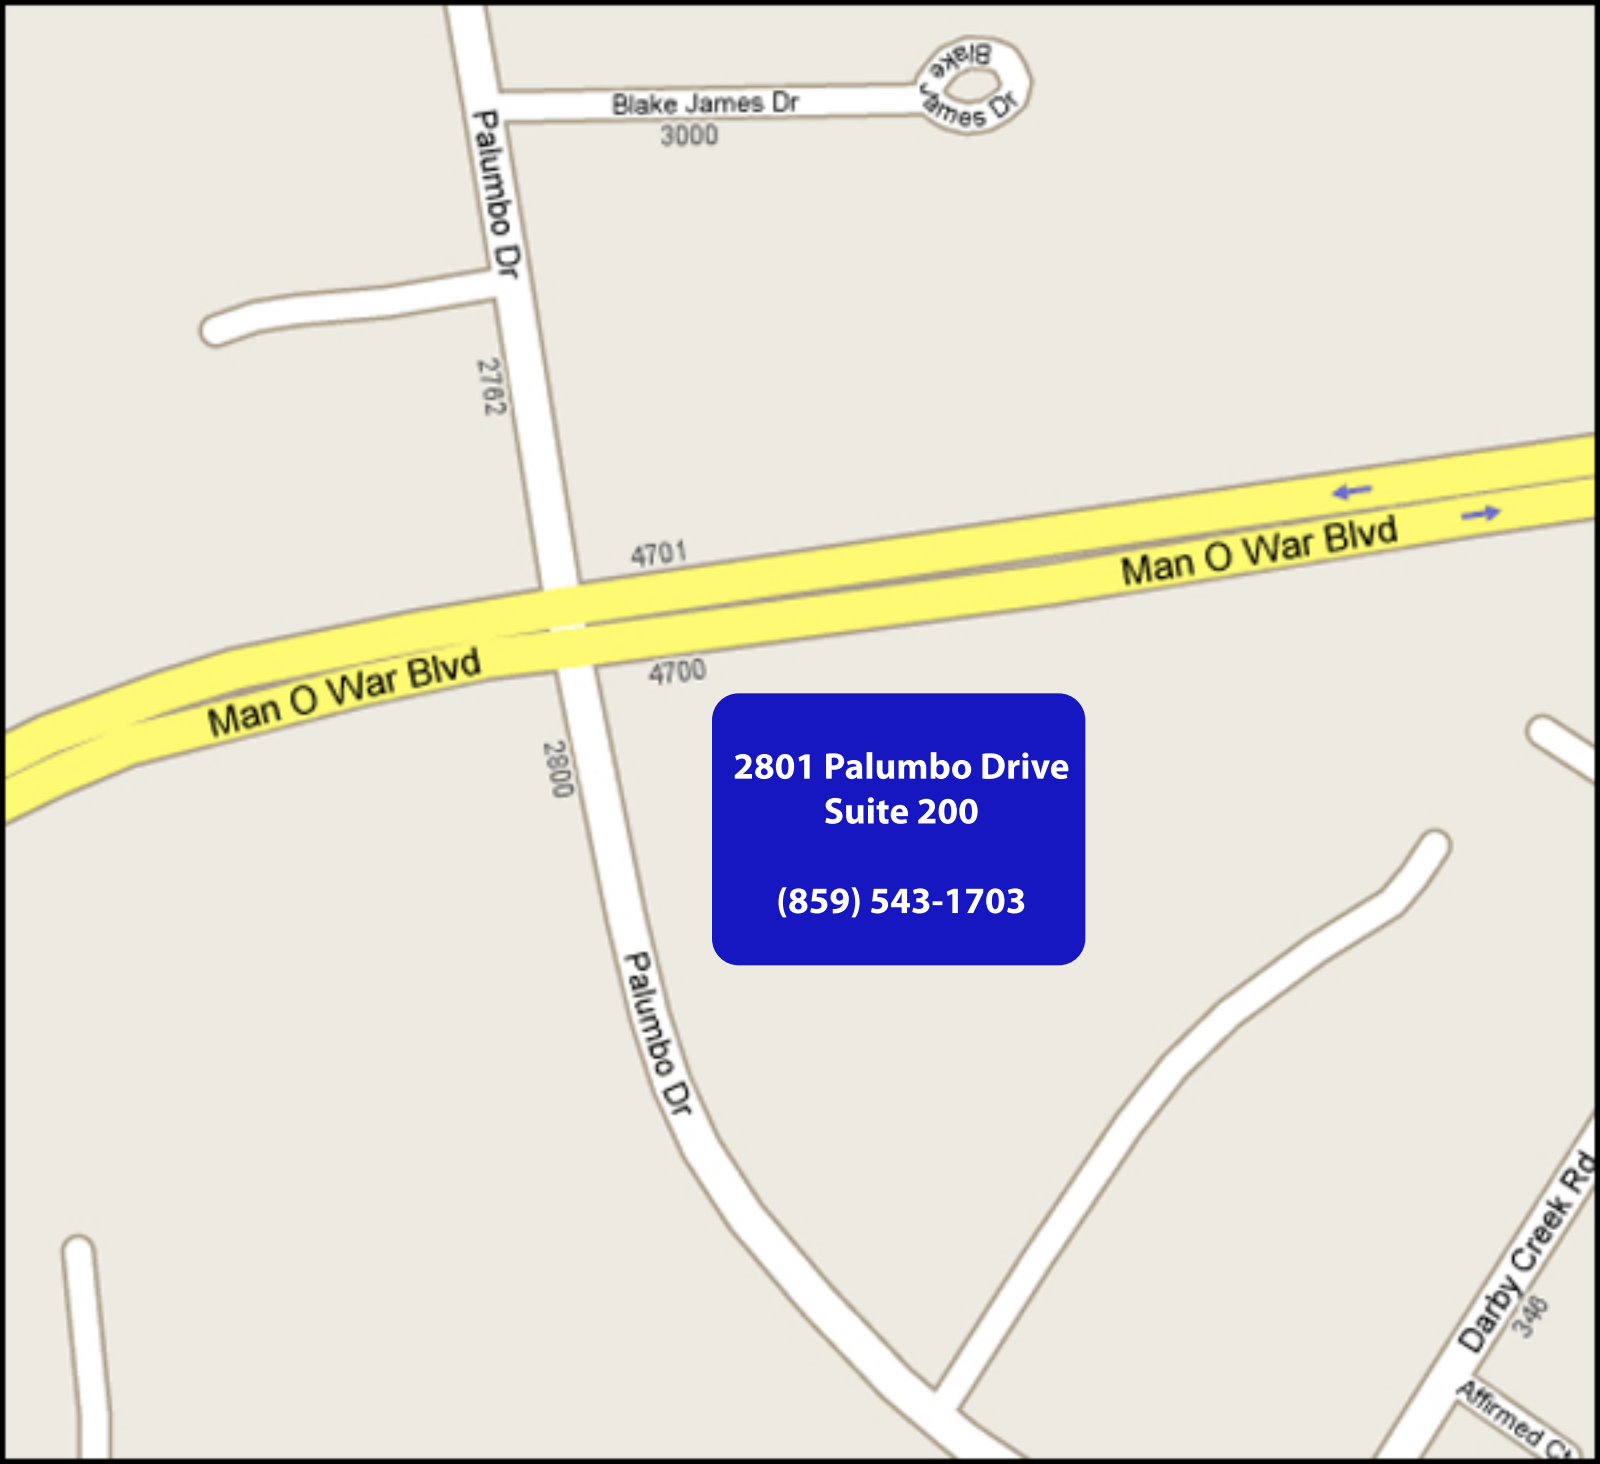 Blake
James Dr
Blake James Dr
3000
Palumbo Dr
2762
4701
Man O War Blvd
Man O War Blvd
4700
2800
2801 Palumbo Drive
Suite 200
(859) 543-1703
Palumbo Dr
Darby Creek Rd
346
Affirmed Ct